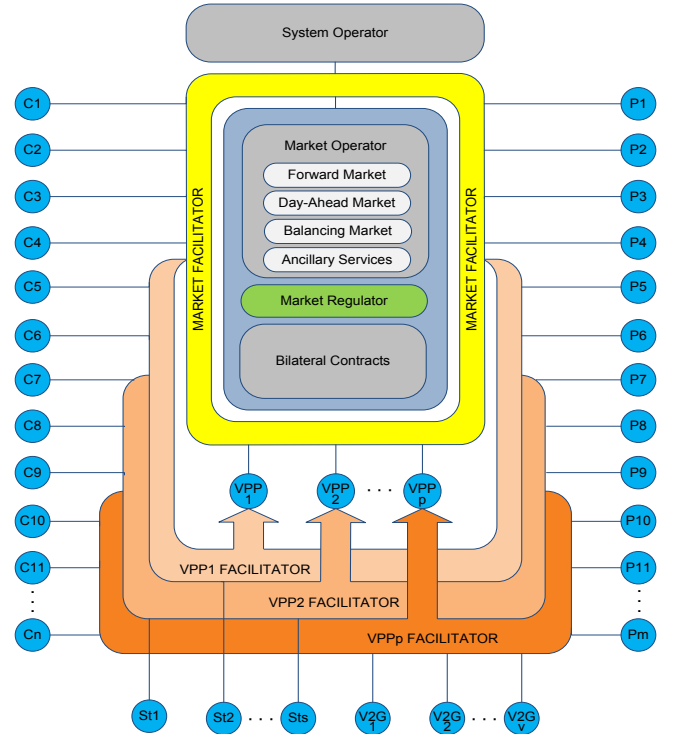 System Operator
C1
P1
C2
Market Operator
P2
Forward Market
C3
Day-Ahead Market
P3
Balancing Market
C4
Ancillary Services
P4
MARKET FACILITATOR
MARKET FACILITATOR
C5
Market Regulator
P5
C6
P6
Bilateral Contracts
C7
P7
C8
P8
C9
P9
VPP
1
VPP
2
. . .
VPP
p
C10
P10
C11
VPP1 FACILITATOR
P11
VPP2 FACILITATOR
Cn
VPPp FACILITATOR
Pm
St1
St2
. . .
Sts
V2G
1
V2G
2
. . .
V2G
v